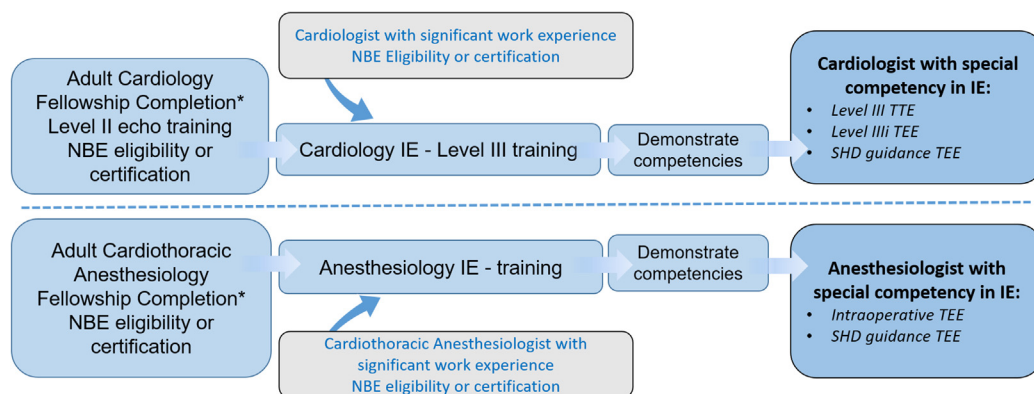 Cardiologist with significant work experience
NBE Eligibility or certification
Adult Cardiology
Fellowship Completion*
Level II echo training
NBE eligibility or
certification
Cardiology IE - Level III training
Demonstrate
competencies
Cardiologist with special
competency in IE:
• Level III TTE
• Level IIIi TEE
• SHD guidance TEE
Adult Cardiothoracic
Anesthesiology
Fellowship Completion*
NBE eligibility or
certification
Anesthesiology IE - training
Demonstrate
competencies
Anesthesiologist with
special competency in IE:
• Intraoperative TEE
• SHD guidance TEE
Cardiothoracic Anesthesiologist with
significant work experience
NBE eligibility or certification